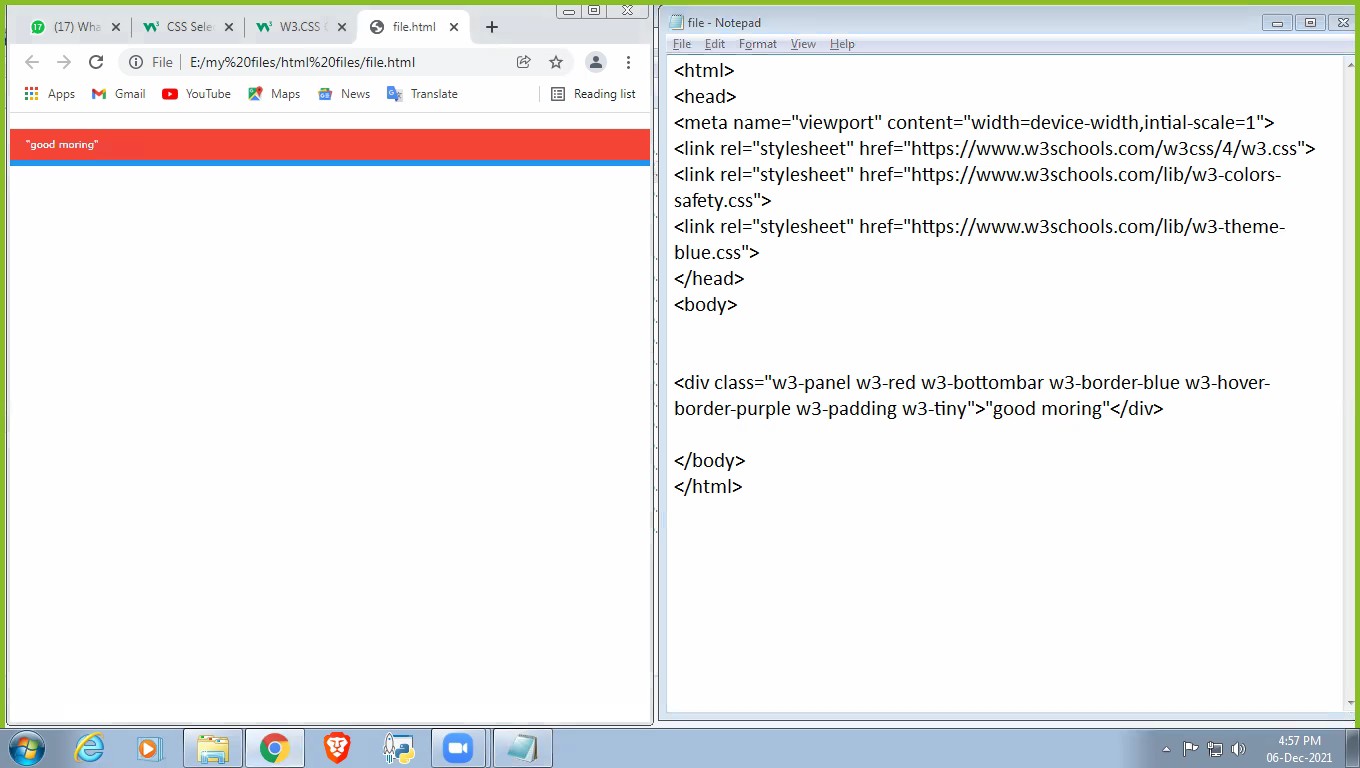 (17) Wha
CSS Sele
W3.CSS
file.html
File
E:/my%20files/html%20files/file.html
Apps
Gmail
YouTube
Maps
News
Translate
Reading list
"good moring"
file - Notepad
File Edit Format View Help
<html>
<head>
<meta name="viewport" content="width=device-width,intial-scale=1">
<link rel="stylesheet" href="https://www.w3schools.com/w3css/4/w3.css">
<link rel="stylesheet" href="https://www.w3schools.com/lib/w3-colors-
safety.css">
<link rel="stylesheet" href="https://www.w3schools.com/lib/w3-theme-
blue.css">
</head>
<body>
<div class="w3-panel w3-red w3-bottombar w3-border-blue w3-hover-
border-purple w3-padding w3-tiny">"good moring"</div>
</body>
</html>
4:57 PM
06-Dec-2021